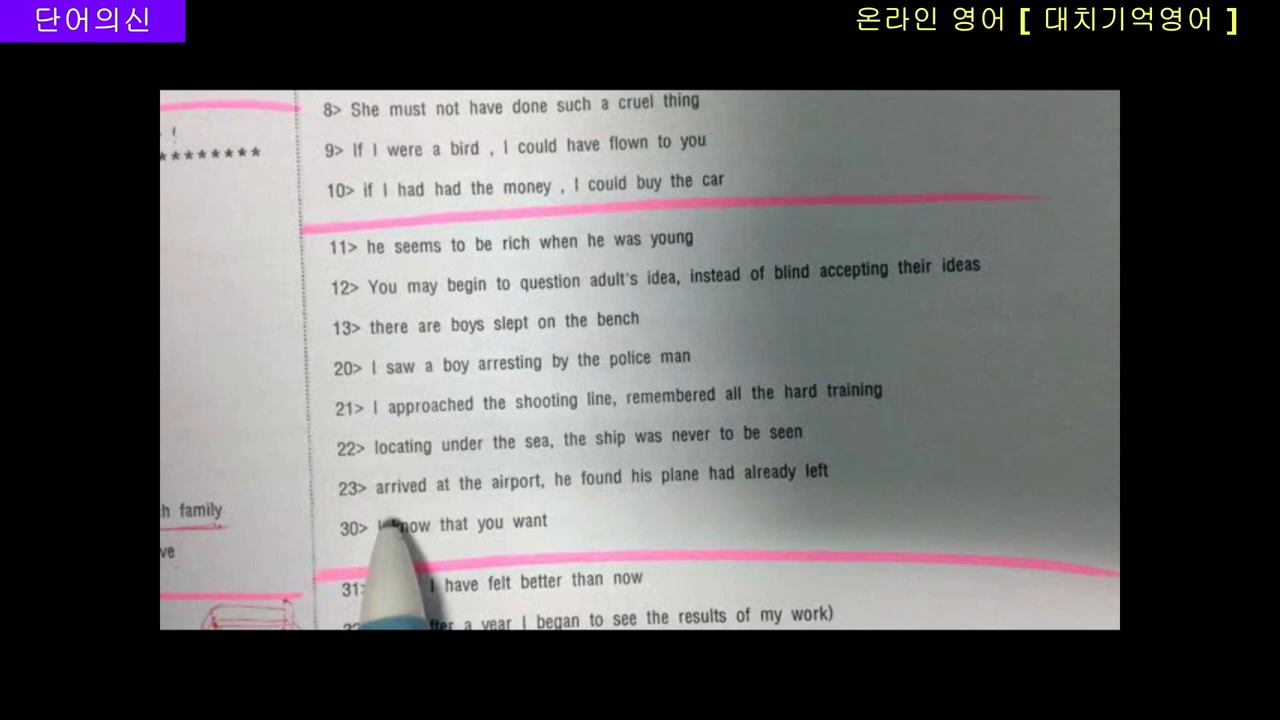 단어의신
온라인 영어 [ 대치기억영어 ]
8> She must not have done such a cruel thing
!
********
9> If I were a bird , I could have flown to you
10> if I had had the money , I could buy the car
11> he seems to be rich when he was young
12> You may begin to question adult's idea, instead of blind accepting their ideas
13> there are boys slept on the bench
20> I saw a boy arresting by the police man
21> I approached the shooting line, remembered all the hard training
22> locating under the sea, the ship was never to be seen
23> arrived at the airport, he found his plane had already left
h family
30> I that you want
ve
31> I have felt better than now
a year I began to see the results of my work)